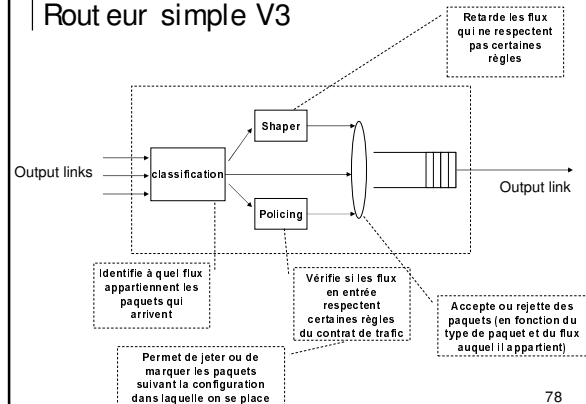 Routeur simple V3
Retarde les flux
qui ne respectent
pas certaines
règles
Shaper
Output links
classification
Output link
Policing
Identifie à quel flux
appartiennent les
paquets qui
arrivent
Vérifie si les flux
en entrée
respectent
certaines règles
du contrat de trafic
Accepte ou rejette des
paquets (en fonction du
type de paquet et du flux
auquel il appartient)
Permet de jeter ou de
marquer les paquets
suivant la configuration
dans laquelle on se place
78